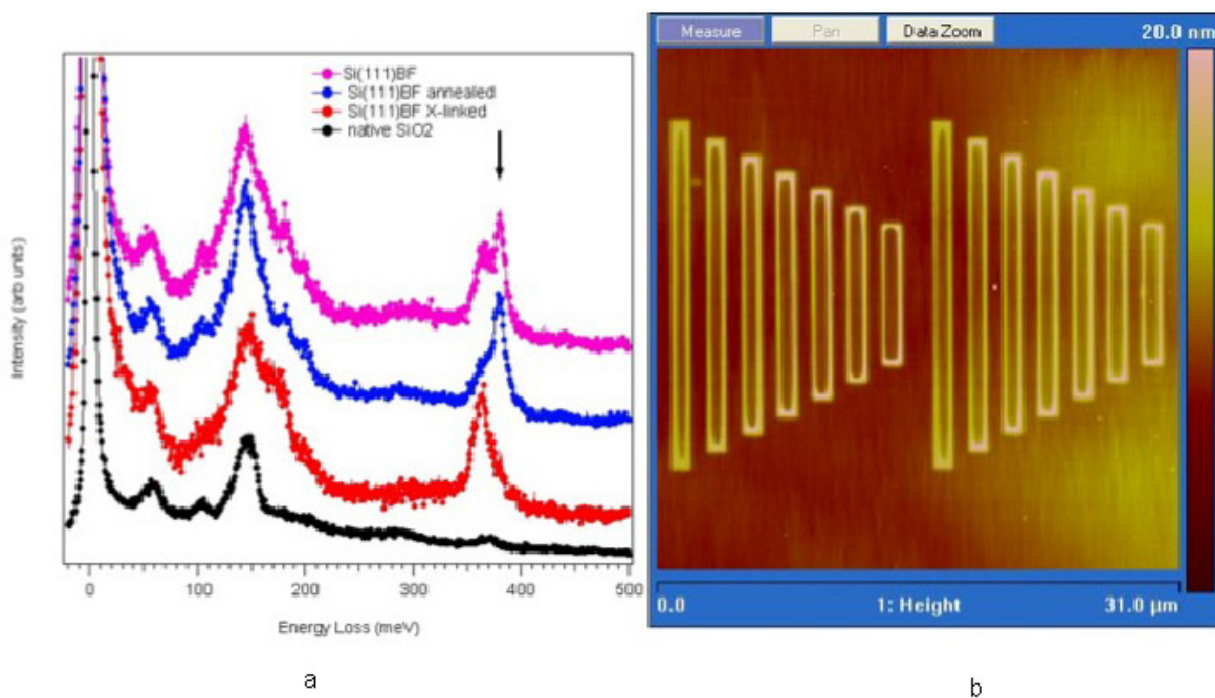 Si(111)BF
Si(111)BF annealed
Si(111)BF X-linked
native SiO2
Intensity (arb units)
0 100 200 300 400 500
Energy Loss (meV)
a
Measure Pan Data Zoom 20.0 nm
0.0 1: Height 31.0 µm
b